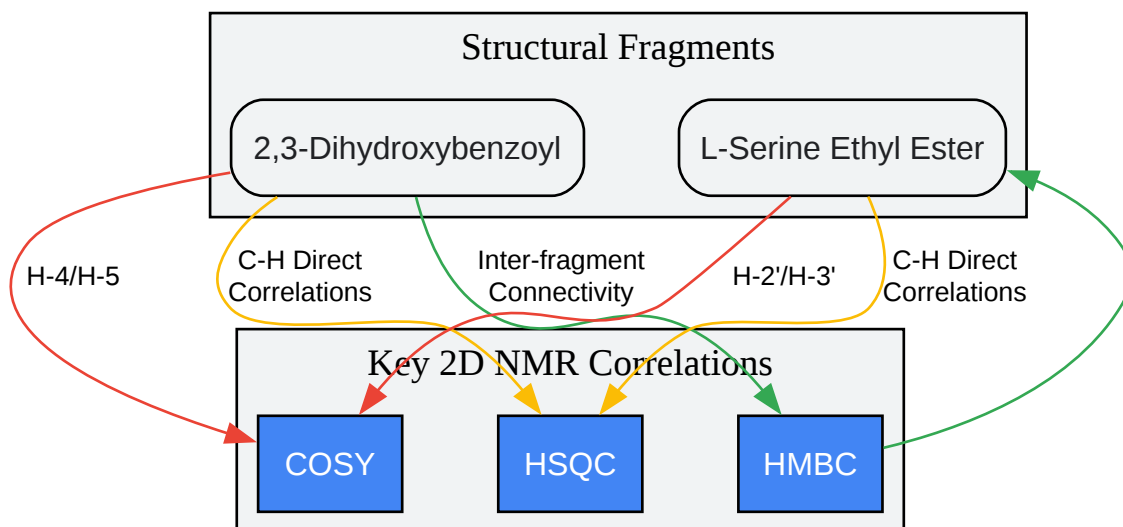 Structural Fragments
2,3-Dihydroxybenzoyl
L-Serine Ethyl Ester
H-4/H-5
C-H Direct
Correlations
Inter-fragment
Connectivity
H-2'/H-3'
C-H Direct
Correlations
Key 2D NMR Correlations
COSY
HSQC
HMBC